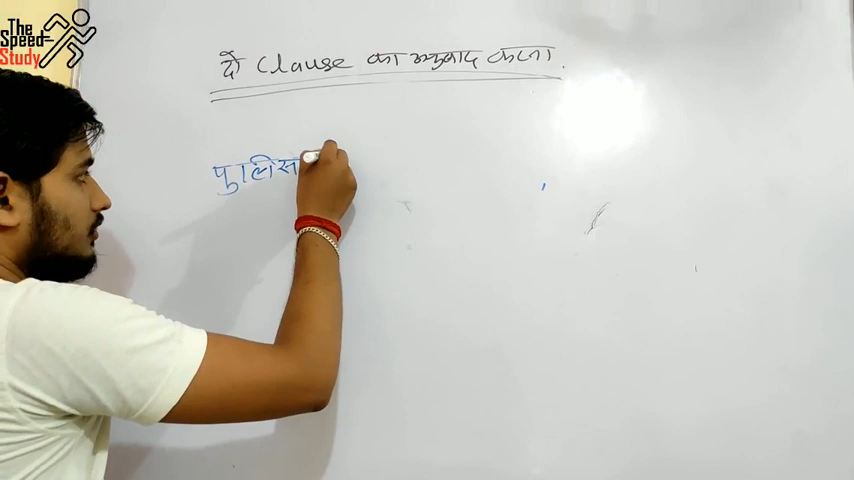 The
Speed
Study
दो Clause का अनुवाद करना.
पुलिस